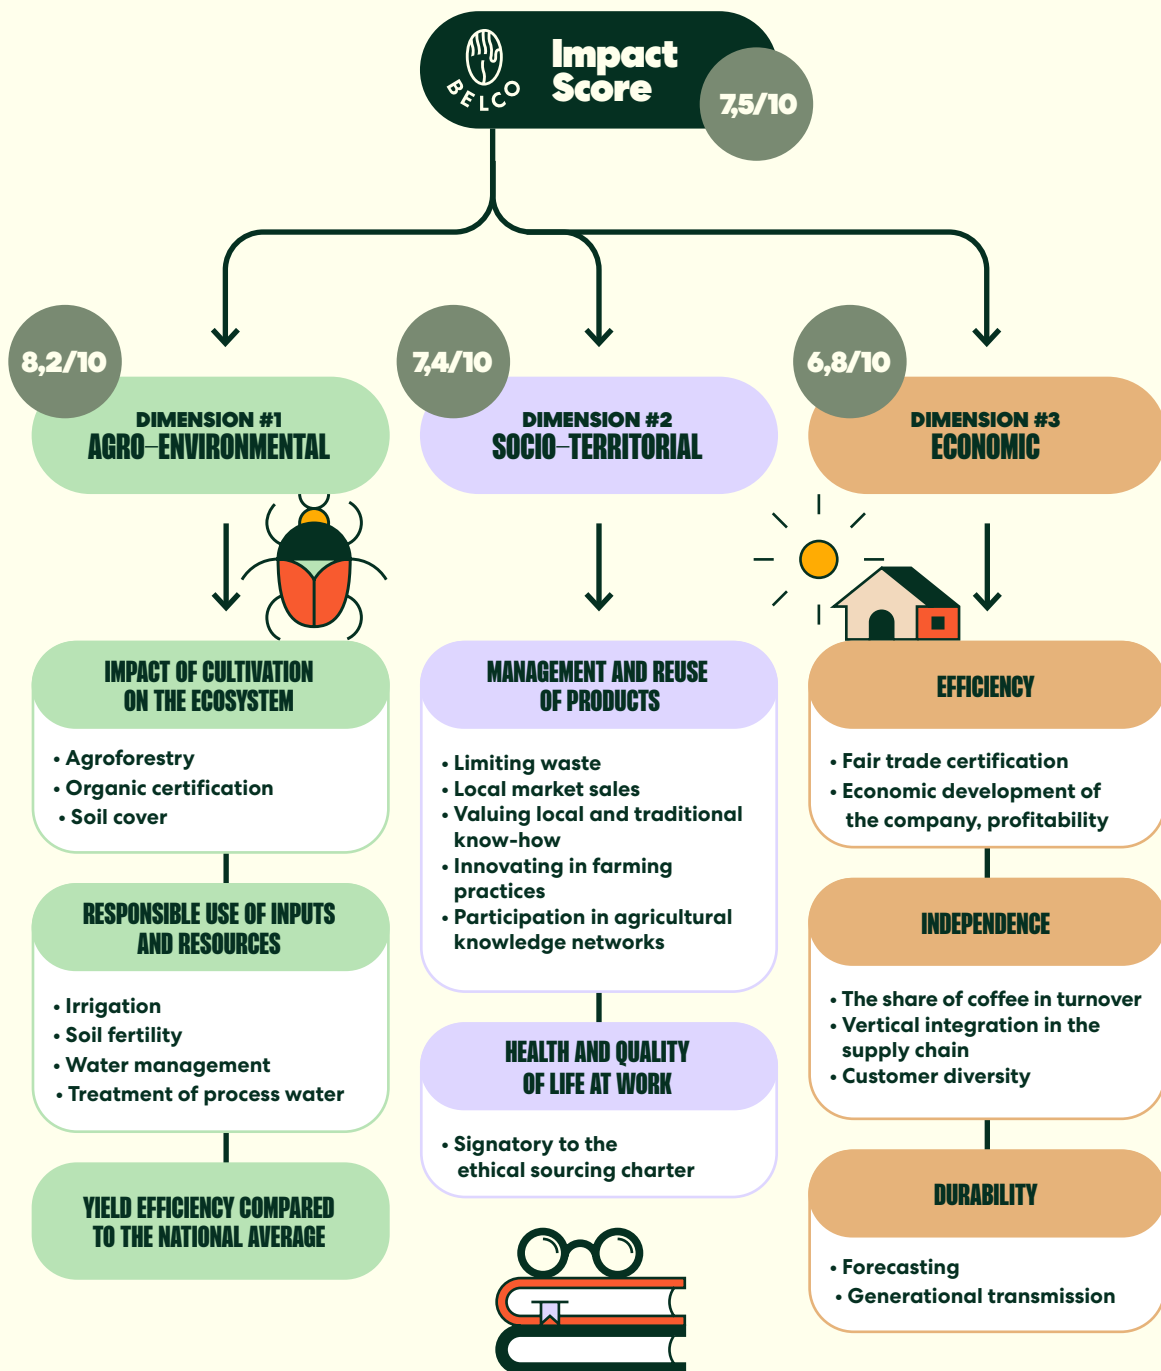 BELCO
Impact
Score
7,5/10
8,2/10
DIMENSION #1
AGRO–ENVIRONMENTAL
7,4/10
DIMENSION #2
SOCIO–TERRITORIAL
6,8/10
DIMENSION #3
ECONOMIC
IMPACT OF CULTIVATION
ON THE ECOSYSTEM
• Agroforestry
• Organic certification
• Soil cover
RESPONSIBLE USE OF INPUTS
AND RESOURCES
• Irrigation
• Soil fertility
• Water management
• Treatment of process water
YIELD EFFICIENCY COMPARED
TO THE NATIONAL AVERAGE
MANAGEMENT AND REUSE
OF PRODUCTS
• Limiting waste
• Local market sales
• Valuing local and traditional
know-how
• Innovating in farming
practices
• Participation in agricultural
knowledge networks
HEALTH AND QUALITY
OF LIFE AT WORK
• Signatory to the
ethical sourcing charter
EFFICIENCY
• Fair trade certification
• Economic development of
the company, profitability
INDEPENDENCE
• The share of coffee in turnover
• Vertical integration in the
supply chain
• Customer diversity
DURABILITY
• Forecasting
• Generational transmission